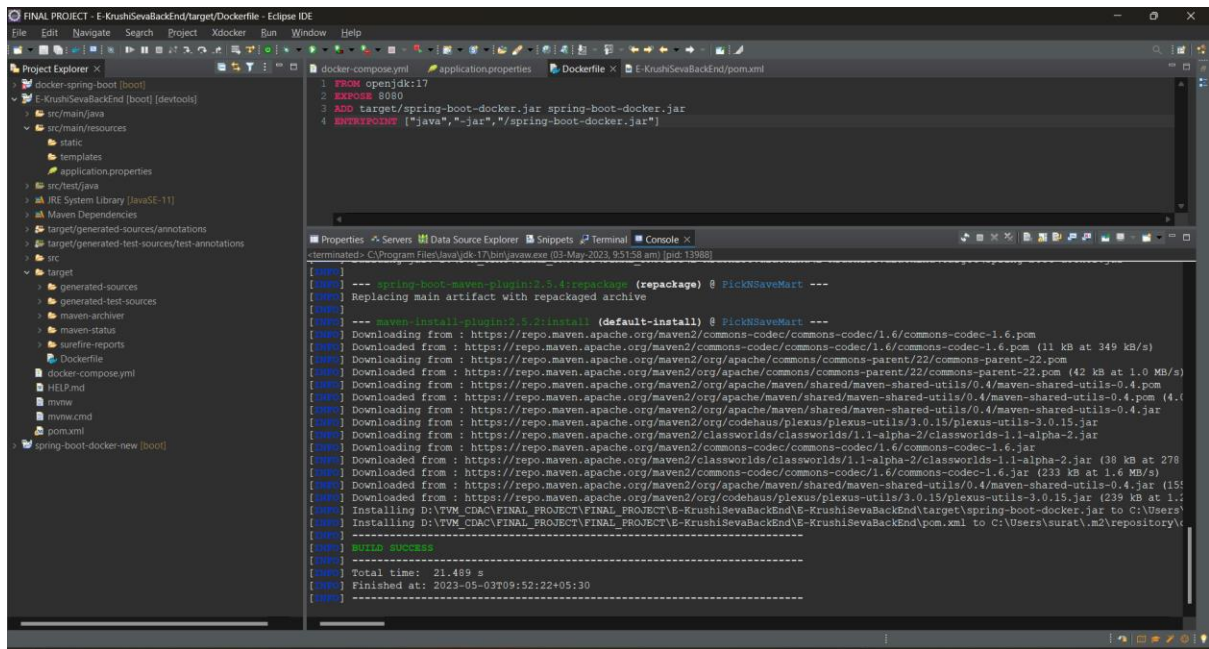 FINAL PROJECT - E-KrushiSevaBackEnd/target/Dockerfile - Eclipse IDE
File Edit Navigate Search Project Xdocker Run Window Help
Project Explorer
docker-spring-boot [boot]
E-KrushiSevaBackEnd [boot] [devtools]
src/main/java
src/main/resources
static
templates
application.properties
src/test/java
JRE System Library [JavaSE-11]
Maven Dependencies
target/generated-sources/annotations
target/generated-test-sources/test-annotations
src
target
generated-sources
generated-test-sources
maven-archiver
maven-status
surefire-reports
Dockerfile
docker-compose.yml
HELP.md
mvnw
mvnw.cmd
pom.xml
spring-boot-docker-new [boot]
docker-compose.yml application.properties Dockerfile E-KrushiSevaBackEnd/pom.xml
1 FROM openjdk:17
2 EXPOSE 8080
3 ADD target/spring-boot-docker.jar spring-boot-docker.jar
4 ENTRYPOINT ["java","-jar","/spring-boot-docker.jar"]
Properties Servers Data Source Explorer Snippets Terminal Console
<terminated> C:\Program Files\Java\jdk-17\bin\javaw.exe (03-May-2023, 9:51:58 am) [pid: 13988]
[INFO]
[INFO] --- spring-boot-maven-plugin:2.5.4:repackage (repackage) @ PickNSaveMart ---
[INFO] Replacing main artifact with repackaged archive
[INFO]
[INFO] --- maven-install-plugin:2.5.2:install (default-install) @ PickNSaveMart ---
[INFO] Downloading from : https://repo.maven.apache.org/maven2/commons-codec/commons-codec/1.6/commons-codec-1.6.pom
[INFO] Downloaded from : https://repo.maven.apache.org/maven2/commons-codec/commons-codec/1.6/commons-codec-1.6.pom (11 kB at 349 kB/s)
[INFO] Downloading from : https://repo.maven.apache.org/maven2/org/apache/commons/commons-parent/22/commons-parent-22.pom
[INFO] Downloaded from : https://repo.maven.apache.org/maven2/org/apache/commons/commons-parent/22/commons-parent-22.pom (42 kB at 1.0 MB/s)
[INFO] Downloading from : https://repo.maven.apache.org/maven2/org/apache/maven/shared/maven-shared-utils/0.4/maven-shared-utils-0.4.pom
[INFO] Downloaded from : https://repo.maven.apache.org/maven2/org/apache/maven/shared/maven-shared-utils/0.4/maven-shared-utils-0.4.pom (4.0
[INFO] Downloading from : https://repo.maven.apache.org/maven2/org/apache/maven/shared/maven-shared-utils/0.4/maven-shared-utils-0.4.jar
[INFO] Downloading from : https://repo.maven.apache.org/maven2/org/codehaus/plexus/plexus-utils/3.0.15/plexus-utils-3.0.15.jar
[INFO] Downloading from : https://repo.maven.apache.org/maven2/classworlds/classworlds/1.1-alpha-2/classworlds-1.1-alpha-2.jar
[INFO] Downloading from : https://repo.maven.apache.org/maven2/commons-codec/commons-codec/1.6/commons-codec-1.6.jar
[INFO] Downloaded from : https://repo.maven.apache.org/maven2/classworlds/classworlds/1.1-alpha-2/classworlds-1.1-alpha-2.jar (38 kB at 278
[INFO] Downloaded from : https://repo.maven.apache.org/maven2/commons-codec/commons-codec/1.6/commons-codec-1.6.jar (233 kB at 1.6 MB/s)
[INFO] Downloaded from : https://repo.maven.apache.org/maven2/org/apache/maven/shared/maven-shared-utils/0.4/maven-shared-utils-0.4.jar (155
[INFO] Downloaded from : https://repo.maven.apache.org/maven2/org/codehaus/plexus/plexus-utils/3.0.15/plexus-utils-3.0.15.jar (239 kB at 1.2
[INFO] Installing D:\TVM_CDAC\FINAL_PROJECT\FINAL_PROJECT\E-KrushiSevaBackEnd\E-KrushiSevaBackEnd\target\spring-boot-docker.jar to C:\Users\
[INFO] Installing D:\TVM_CDAC\FINAL_PROJECT\FINAL_PROJECT\E-KrushiSevaBackEnd\E-KrushiSevaBackEnd\pom.xml to C:\Users\surat\.m2\repository\
[INFO] ------------------------------------------------------------------------
[INFO] BUILD SUCCESS
[INFO] ------------------------------------------------------------------------
[INFO] Total time: 21.489 s
[INFO] Finished at: 2023-05-03T09:52:22+05:30
[INFO] ------------------------------------------------------------------------